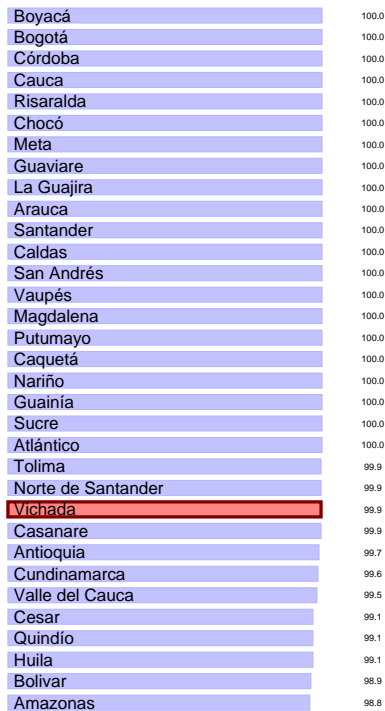 Boyacá 100.0
Bogotá 100.0
Córdoba 100.0
Cauca 100.0
Risaralda 100.0
Chocó 100.0
Meta 100.0
Guaviare 100.0
La Guajira 100.0
Arauca 100.0
Santander 100.0
Caldas 100.0
San Andrés 100.0
Vaupés 100.0
Magdalena 100.0
Putumayo 100.0
Caquetá 100.0
Nariño 100.0
Guainía 100.0
Sucre 100.0
Atlántico 100.0
Tolima 99.9
Norte de Santander 99.9
Vichada 99.9
Casanare 99.9
Antioquia 99.7
Cundinamarca 99.6
Valle del Cauca 99.5
Cesar 99.1
Quindío 99.1
Huila 99.1
Bolivar 98.9
Amazonas 98.8